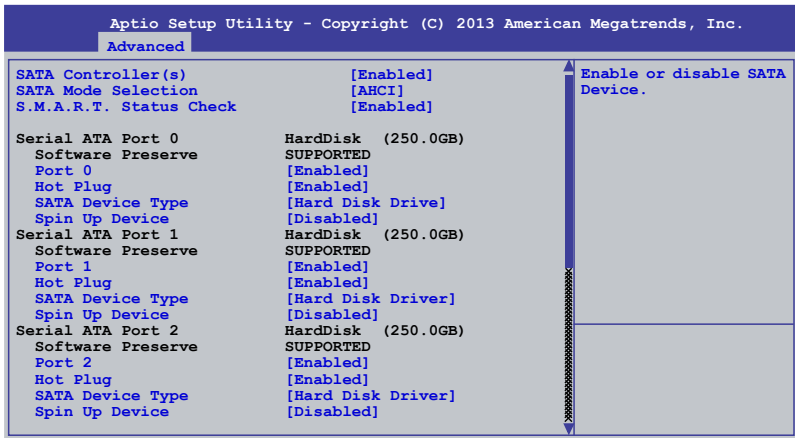 Aptio Setup Utility - Copyright (C) 2013 American Megatrends, Inc.
Advanced
SATA Controller(s) [Enabled]
SATA Mode Selection [AHCI]
S.M.A.R.T. Status Check [Enabled]
Serial ATA Port 0 HardDisk (250.0GB)
Software Preserve SUPPORTED
Port 0 [Enabled]
Hot Plug [Enabled]
SATA Device Type [Hard Disk Drive]
Spin Up Device [Disabled]
Serial ATA Port 1 HardDisk (250.0GB)
Software Preserve SUPPORTED
Port 1 [Enabled]
Hot Plug [Enabled]
SATA Device Type [Hard Disk Driver]
Spin Up Device [Disabled]
Serial ATA Port 2 HardDisk (250.0GB)
Software Preserve SUPPORTED
Port 2 [Enabled]
Hot Plug [Enabled]
SATA Device Type [Hard Disk Driver]
Spin Up Device [Disabled]
Enable or disable SATA
Device.